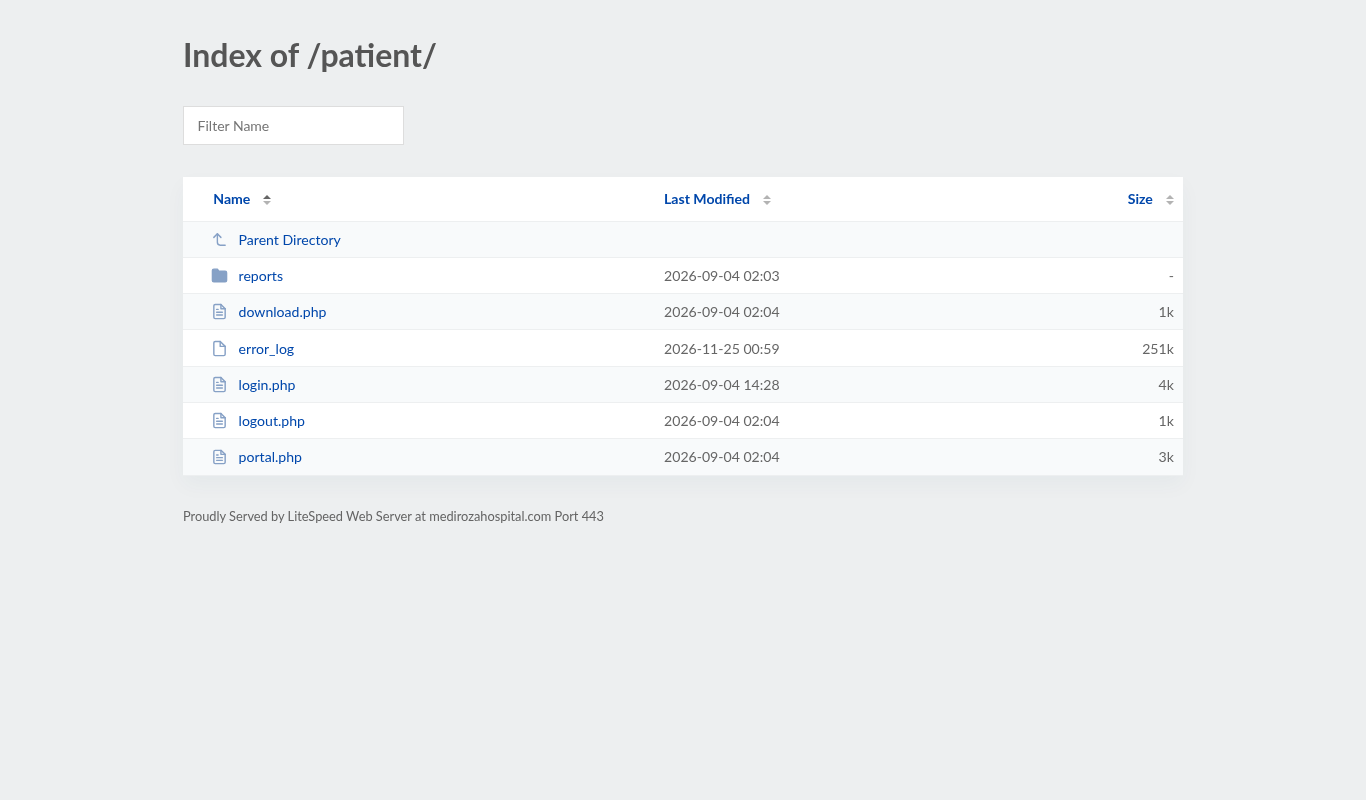 Index of /patient/
Filter Name
Name Last Modified Size
Parent Directory
reports 2026-09-04 02:03 -
download.php 2026-09-04 02:04 1k
error_log 2026-11-25 00:59 251k
login.php 2026-09-04 14:28 4k
logout.php 2026-09-04 02:04 1k
portal.php 2026-09-04 02:04 3k
Proudly Served by LiteSpeed Web Server at medirozahospital.com Port 443